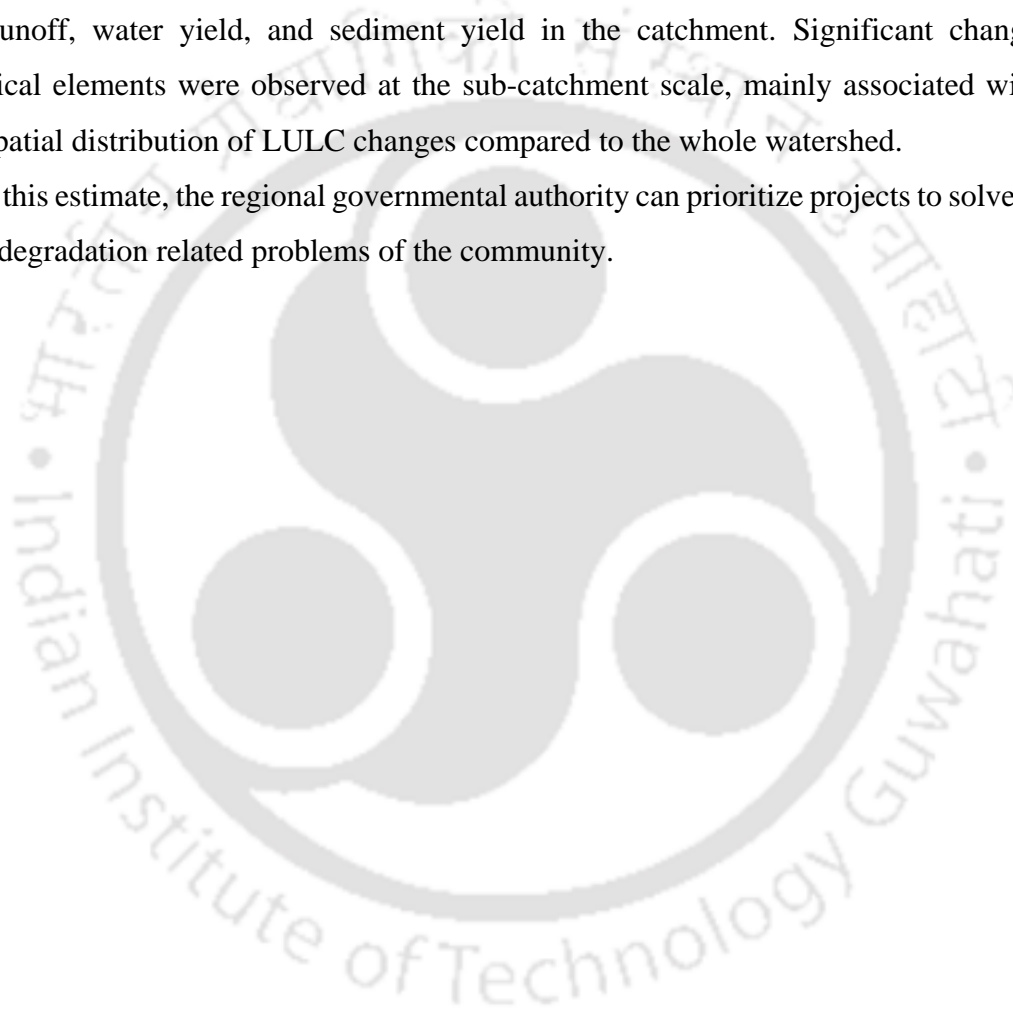 unoff, water yield, and sediment yield in the catchment. Significant chang
ical elements were observed at the sub-catchment scale, mainly associated wi
patial distribution of LULC changes compared to the whole watershed.
this estimate, the regional governmental authority can prioritize projects to solve
degradation related problems of the community.
भारतीय प्रौद्योगिकी संस्थान गुवाहाटी
• Indian Institute of Technology Guwahati •